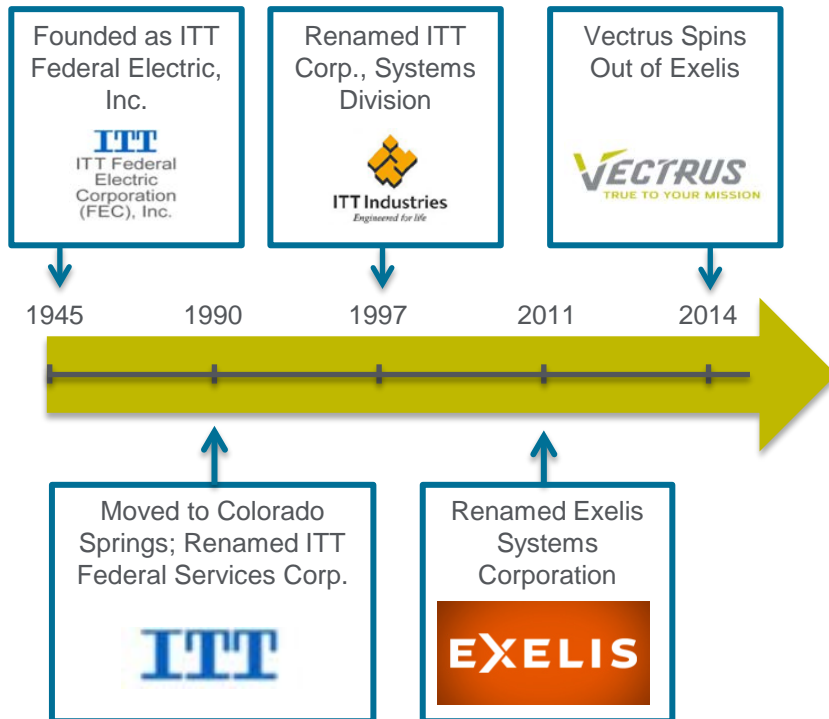 Founded as ITT
Federal Electric,
Inc.
ITT
ITT Federal
Electric
Corporation
(FEC), Inc.
Renamed ITT
Corp., Systems
Division
ITT Industries
Engineered for life
Vectrus Spins
Out of Exelis
VECTRUS
TRUE TO YOUR MISSION
1945
1990
1997
2011
2014
Moved to Colorado
Springs; Renamed ITT
Federal Services Corp.
ITT
Renamed Exelis
Systems
Corporation
EXELIS